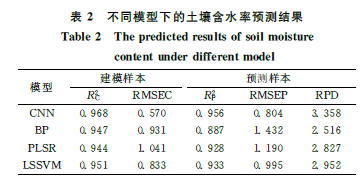 表 2 不同模型下的土壤含水率预测结果
Table 2 The predicted results of soil moisture
content under different model
模型 建模样本 预测样本
R²C RMSEC R²P RMSEP RPD
CNN 0.968 0.570 0.956 0.804 3.358
BP 0.947 0.931 0.887 1.432 2.516
PLSR 0.944 1.041 0.928 1.190 2.827
LSSVM 0.951 0.833 0.933 0.995 2.952